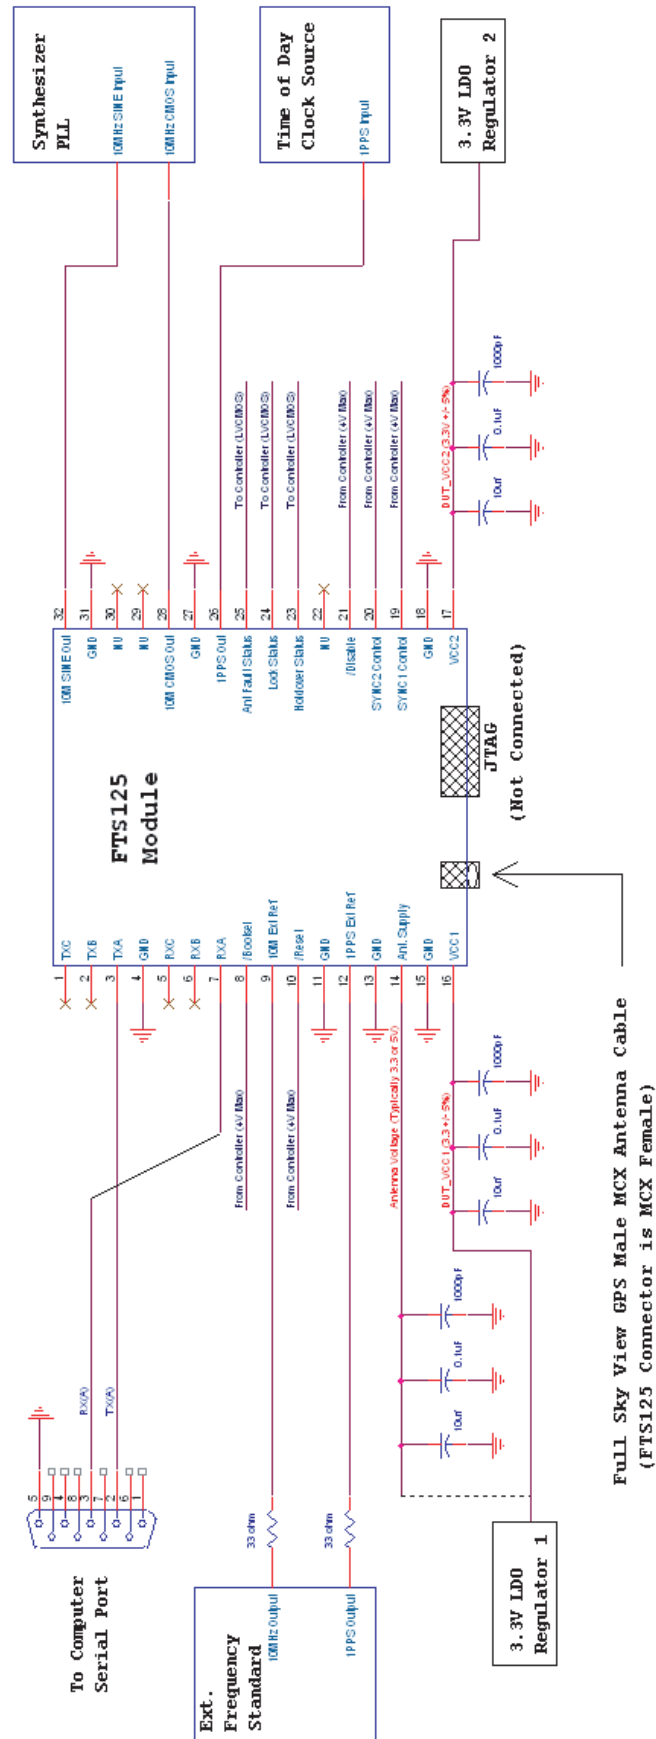 Synthesizer
PLL
10MHz SINE Input
10MHz CMOS Input
Time of Day
Clock Source
1PPS Input
3.3V LDO
Regulator 2
To Controller (LVCMOS)
To Controller (LVCMOS)
To Controller (LVCMOS)
From Controller (4V Max)
From Controller (4V Max)
From Controller (4V Max)
DUT_VCC2 (3.3V +/- 5%)
10uf
0.1uF
1000pF
32
31
30
29
28
27
26
25
24
23
22
21
20
19
18
17
10M SINE Out
GND
NU
NU
10M CMOS Out
GND
1PPS Out
Ant Fault Status
Lock Status
Holdover Status
NU
/Disable
SYNC2 Control
SYNC1 Control
GND
VCC2
FTS125
Module
JTAG
(Not Connected)
TXC
TXB
TXA
GND
RXC
RXB
RXA
/Bootsel
10M Ext Ref
/Reset
GND
1PPS Ext Ref
GND
Ant. Supply
GND
VCC1
1
2
3
4
5
6
7
8
9
10
11
12
13
14
15
16
From Controller (4V Max)
From Controller (4V Max)
Antenna Voltage (Typically 3.3 or 5V)
DUT_VCC1 (3.3 +/- 5%)
10uf
0.1uF
1000pF
10uf
0.1uF
1000pF
RX(A)
TX(A)
5
9
4
8
3
7
2
6
1
To Computer
Serial Port
33 ohm
33 ohm
Ext.
Frequency
Standard
10MHz Output
1PPS Output
3.3V LDO
Regulator 1
Full Sky View GPS Male MCX Antenna Cable
(FTS125 Connector is MCX Female)